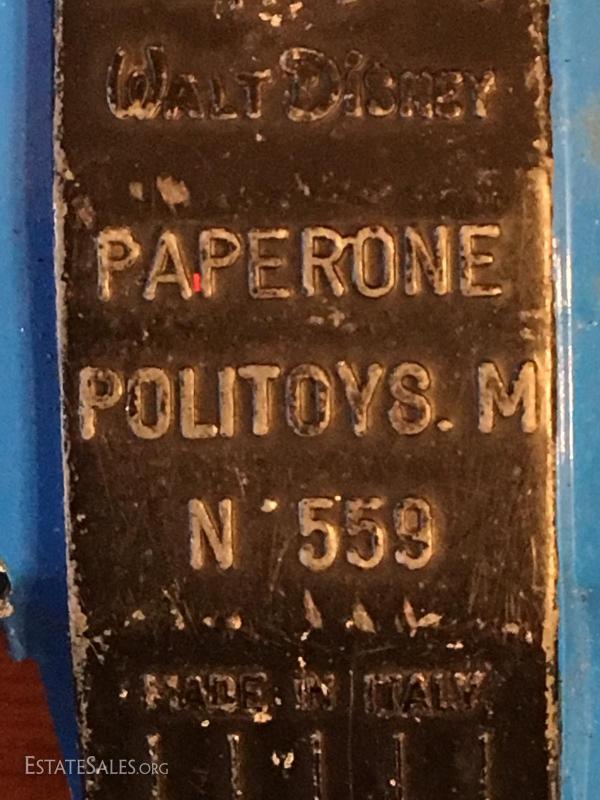 Walt Disney
PAPERONE
POLITOYS. M
N° 559
MADE IN ITALY
ESTATESALES.ORG